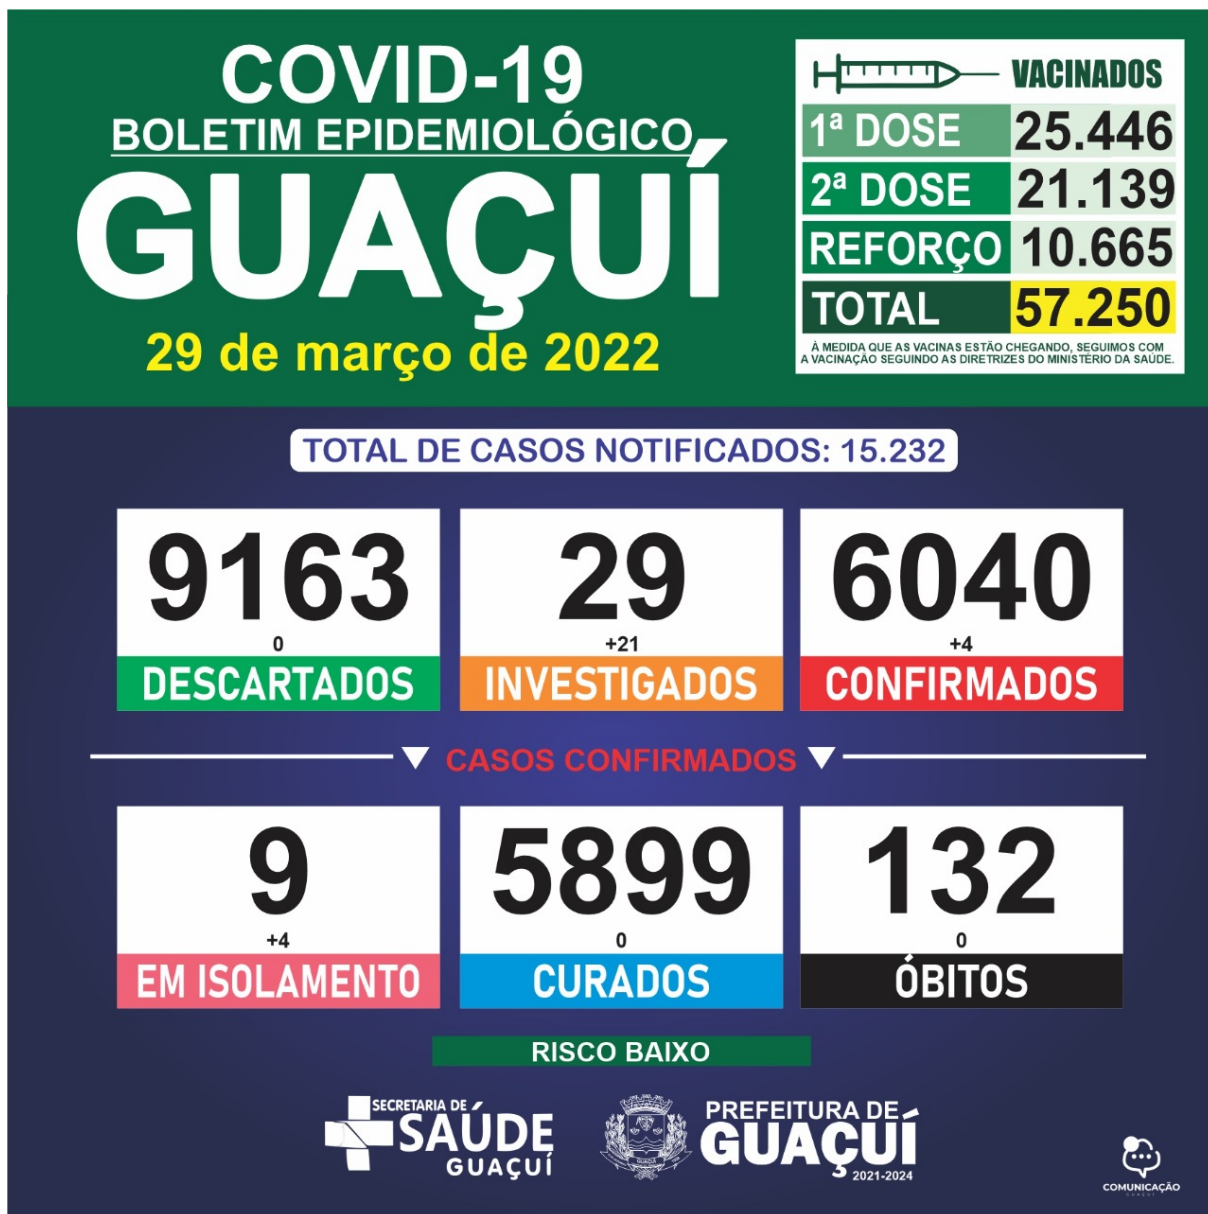 COVID-19
BOLETIM EPIDEMIOLÓGICO
GUAÇUÍ
29 de março de 2022
VACINADOS
1ª DOSE 25.446
2ª DOSE 21.139
REFORÇO 10.665
TOTAL 57.250
À MEDIDA QUE AS VACINAS ESTÃO CHEGANDO, SEGUIMOS COM
A VACINAÇÃO SEGUINDO AS DIRETRIZES DO MINISTÉRIO DA SAÚDE.
TOTAL DE CASOS NOTIFICADOS: 15.232
9163
0
DESCARTADOS
29
+21
INVESTIGADOS
6040
+4
CONFIRMADOS
CASOS CONFIRMADOS
9
+4
EM ISOLAMENTO
5899
0
CURADOS
132
0
ÓBITOS
RISCO BAIXO
SECRETARIA DE
SAÚDE
GUAÇUÍ
PREFEITURA DE
GUAÇUÍ
2021-2024
COMUNICAÇÃO
GUAÇUÍ